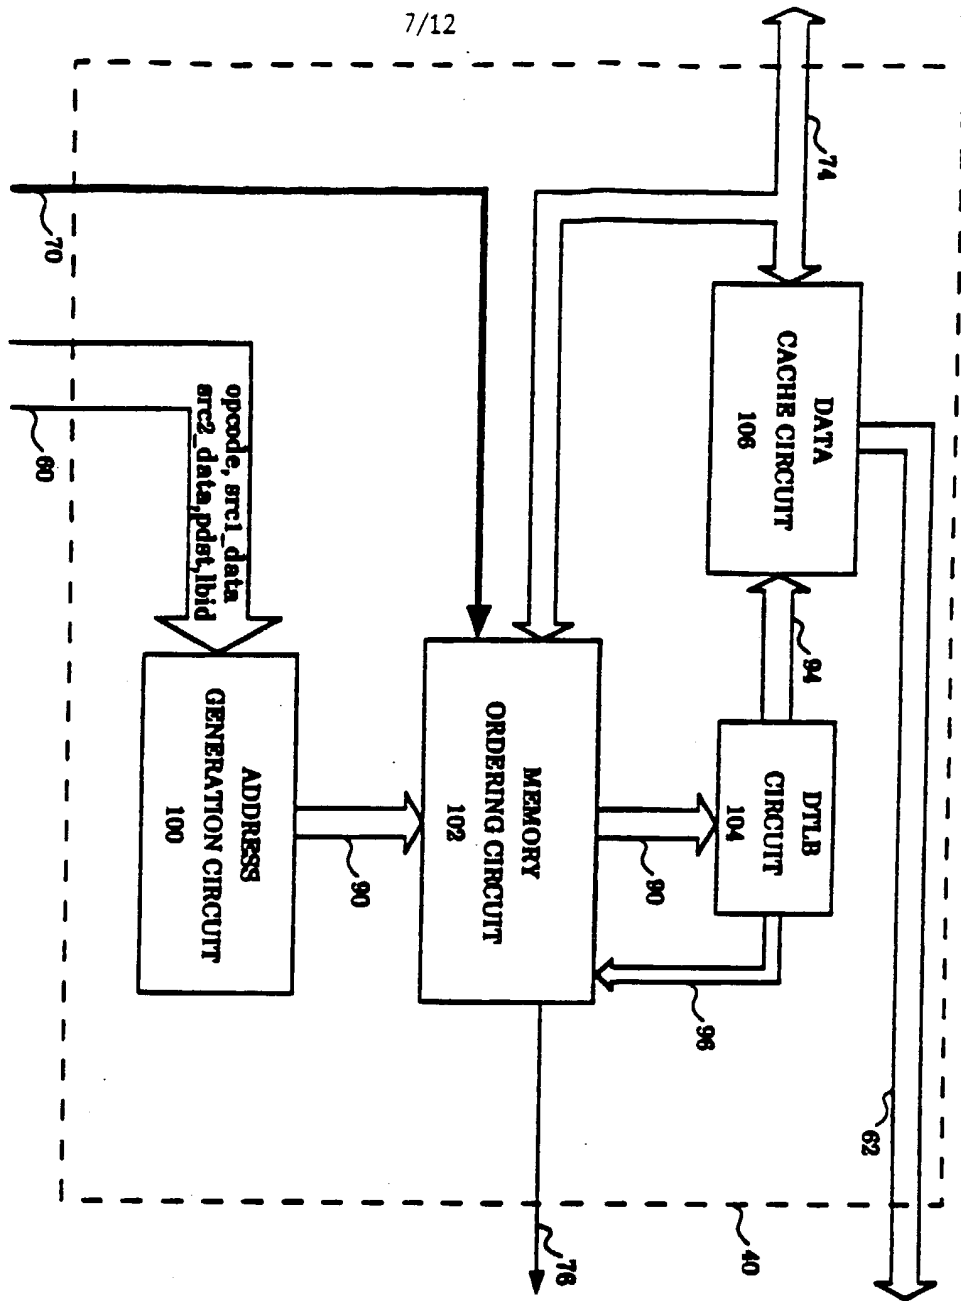 7/12
74
70
60
opcode, src1_data
src2_data,pdst,lbid
DATA
CACHE CIRCUIT
106
94
DTLB
CIRCUIT
104
MEMORY
ORDERING CIRCUIT
102
ADDRESS
GENERATION CIRCUIT
100
90
90
96
62
40
76